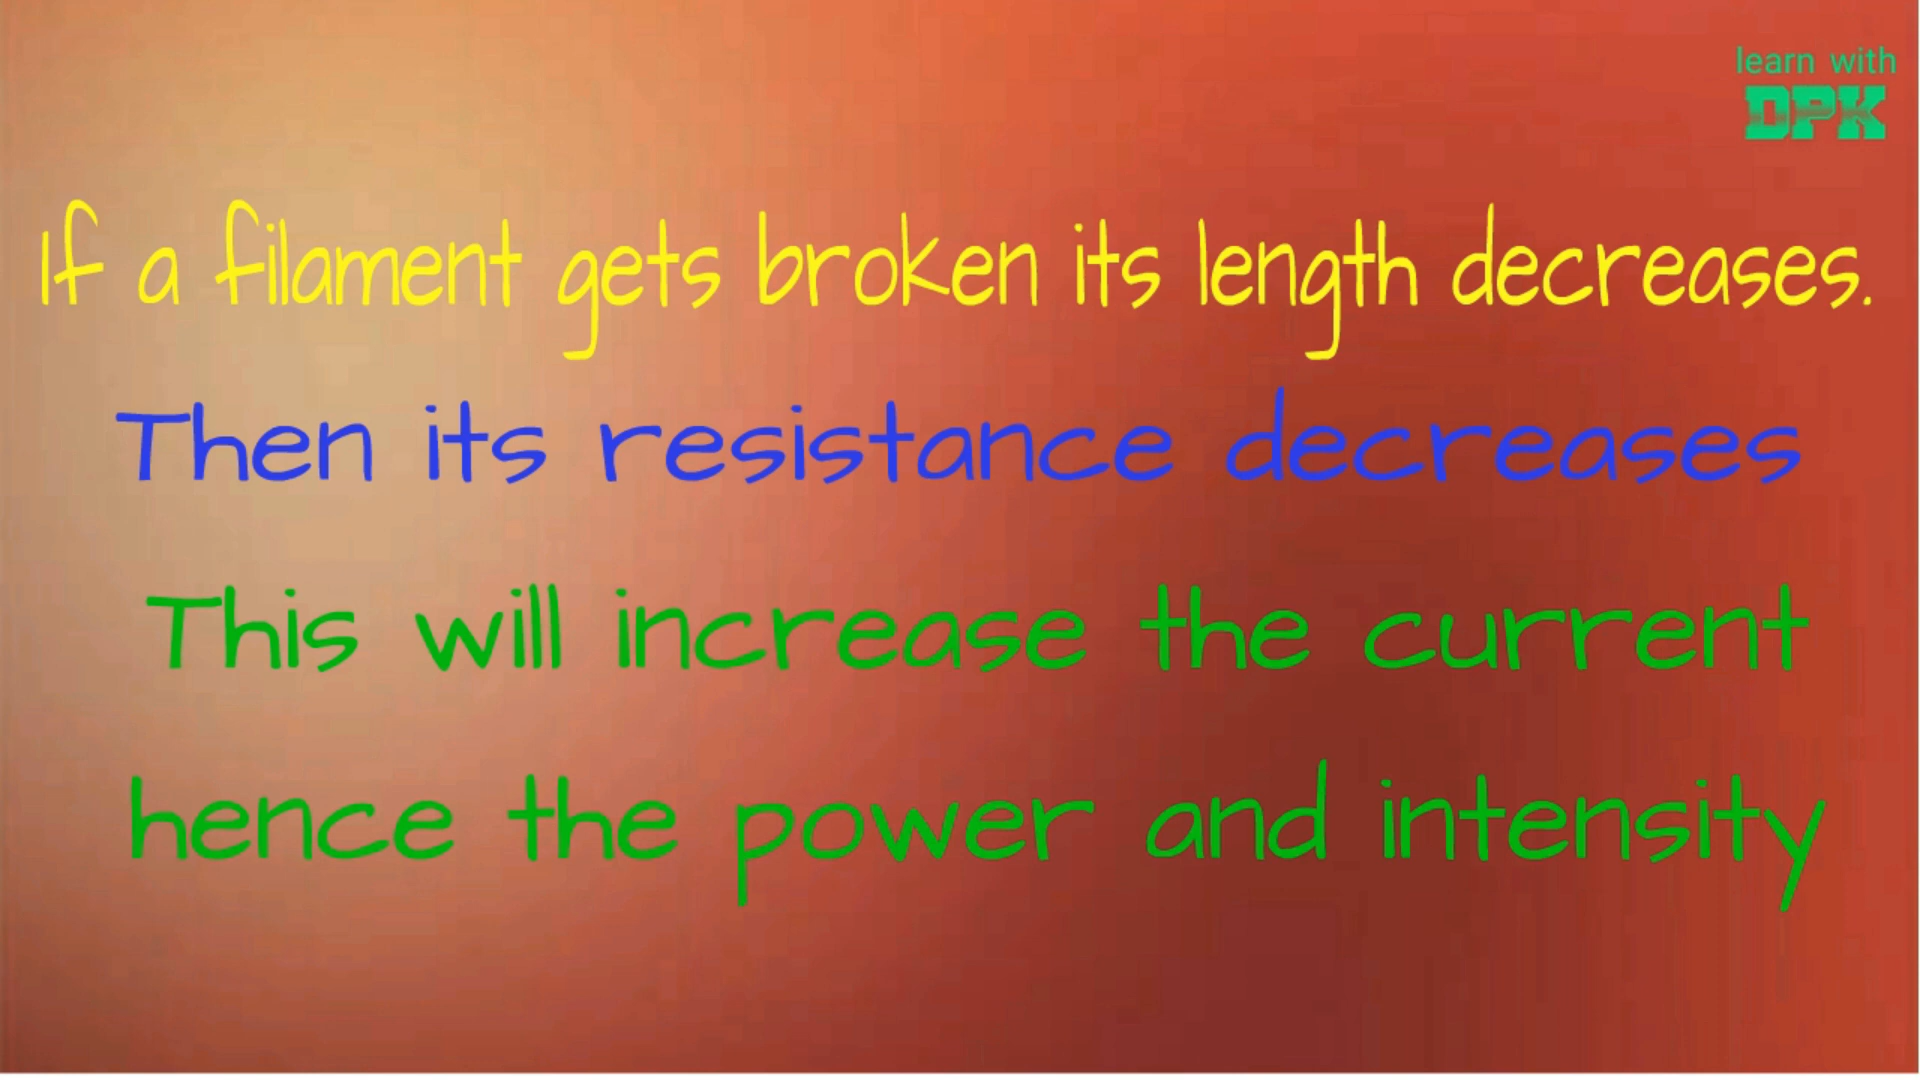 learn with
DPK
If a filament gets broken its length decreases.
Then its resistance decreases
This will increase the current
hence the power and intensity